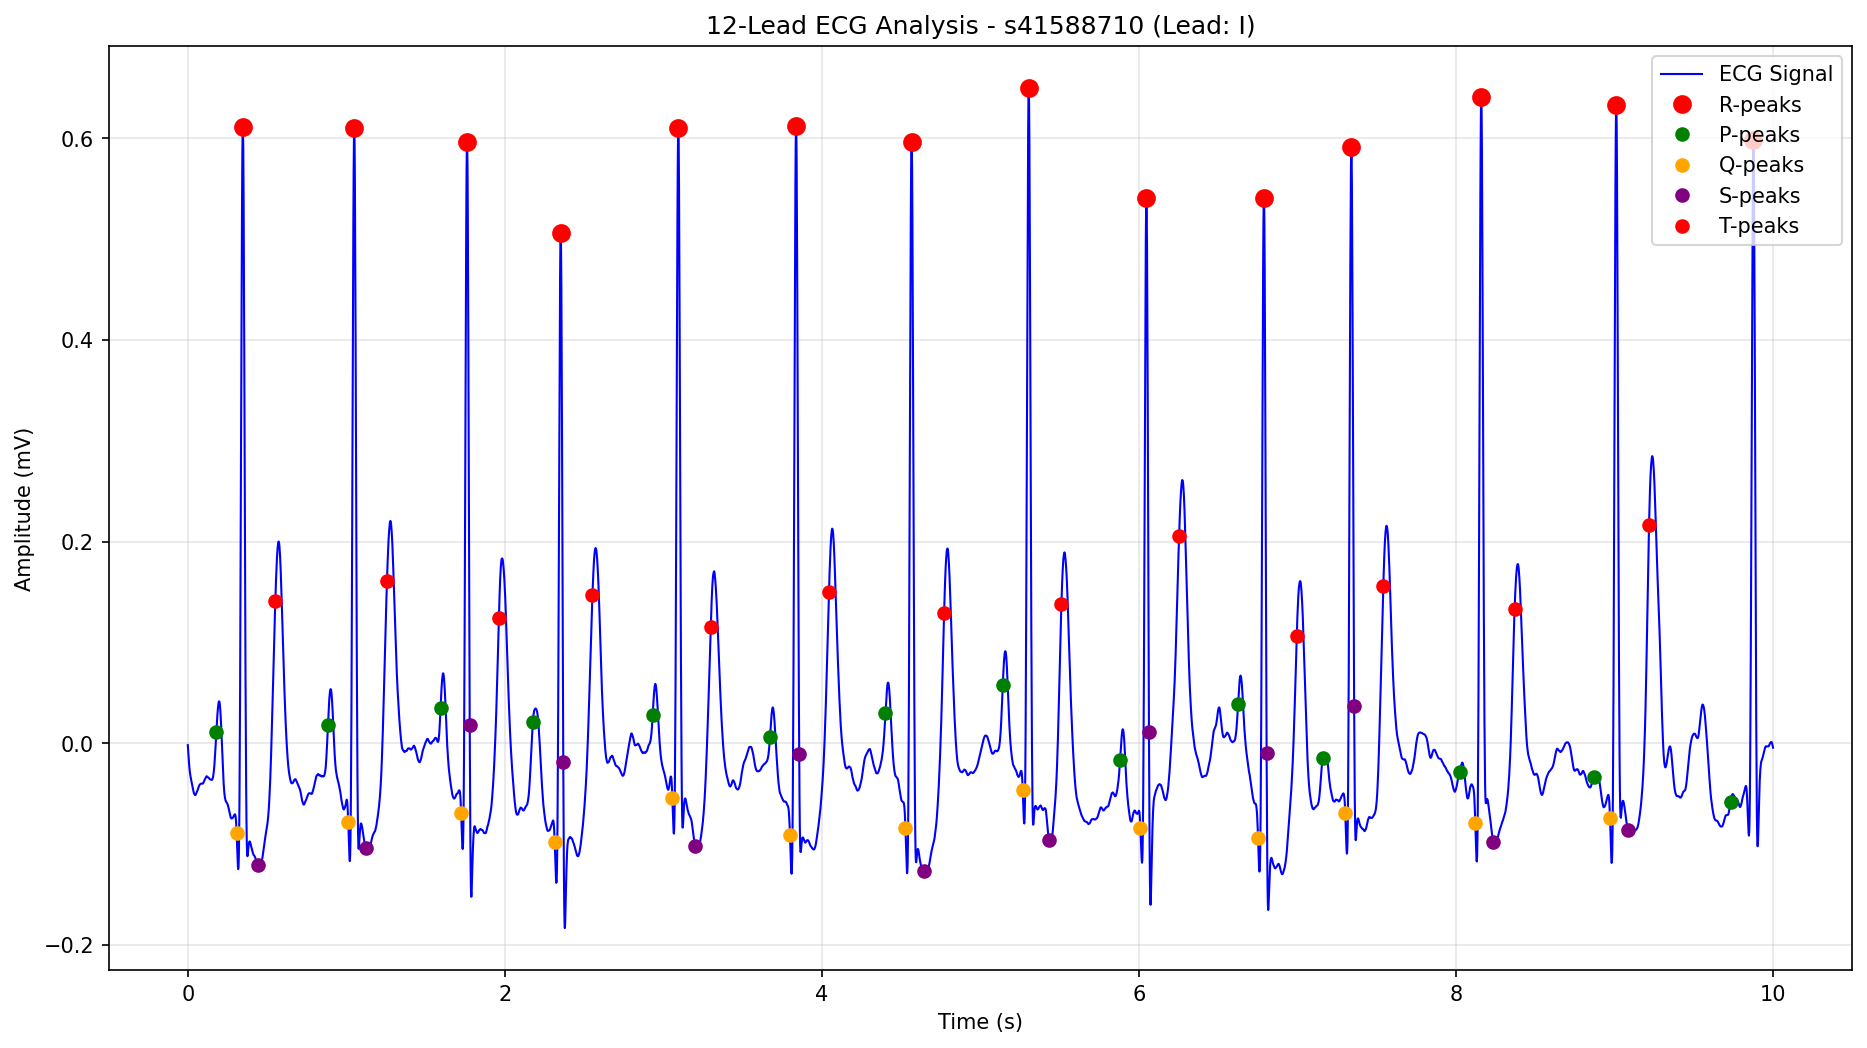 12-Lead ECG Analysis - s41588710 (Lead: I)
ECG Signal
R-peaks
P-peaks
Q-peaks
S-peaks
T-peaks
Amplitude (mV)
0.6
0.4
0.2
0.0
−0.2
0 2 4 6 8 10
Time (s)